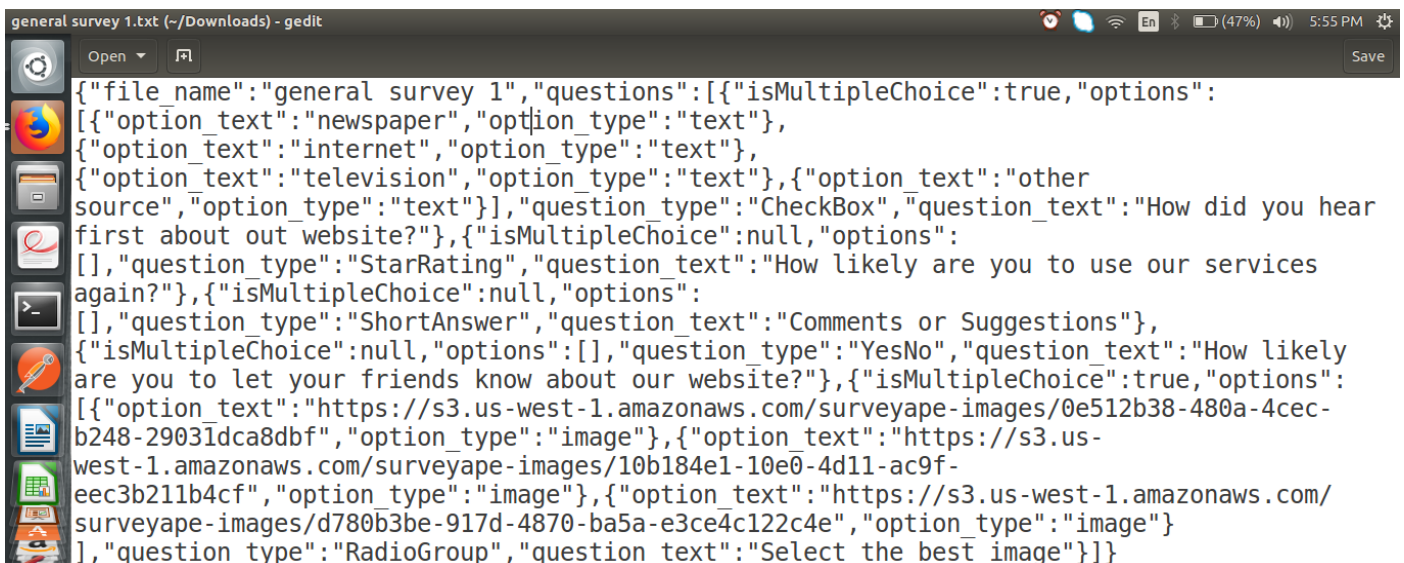 general survey 1.txt (~/Downloads) - gedit En (47%) 5:55 PM
Open Save
{"file_name":"general survey 1","questions":[{"isMultipleChoice":true,"options":
[{"option_text":"newspaper","option_type":"text"},
{"option_text":"internet","option_type":"text"},
{"option_text":"television","option_type":"text"},{"option_text":"other
source","option_type":"text"}],"question_type":"CheckBox","question_text":"How did you hear
first about out website?"},{"isMultipleChoice":null,"options":
[],"question_type":"StarRating","question_text":"How likely are you to use our services
again?"},{"isMultipleChoice":null,"options":
[],"question_type":"ShortAnswer","question_text":"Comments or Suggestions"},
{"isMultipleChoice":null,"options":[],"question_type":"YesNo","question_text":"How likely
are you to let your friends know about our website?"},{"isMultipleChoice":true,"options":
[{"option_text":"https://s3.us-west-1.amazonaws.com/surveyape-images/0e512b38-480a-4cec-
b248-29031dca8dbf","option_type":"image"},{"option_text":"https://s3.us-
west-1.amazonaws.com/surveyape-images/10b184e1-10e0-4d11-ac9f-
eec3b211b4cf","option_type":"image"},{"option_text":"https://s3.us-west-1.amazonaws.com/
surveyape-images/d780b3be-917d-4870-ba5a-e3ce4c122c4e","option_type":"image"}
],"question_type":"RadioGroup","question_text":"Select the best image"}]}